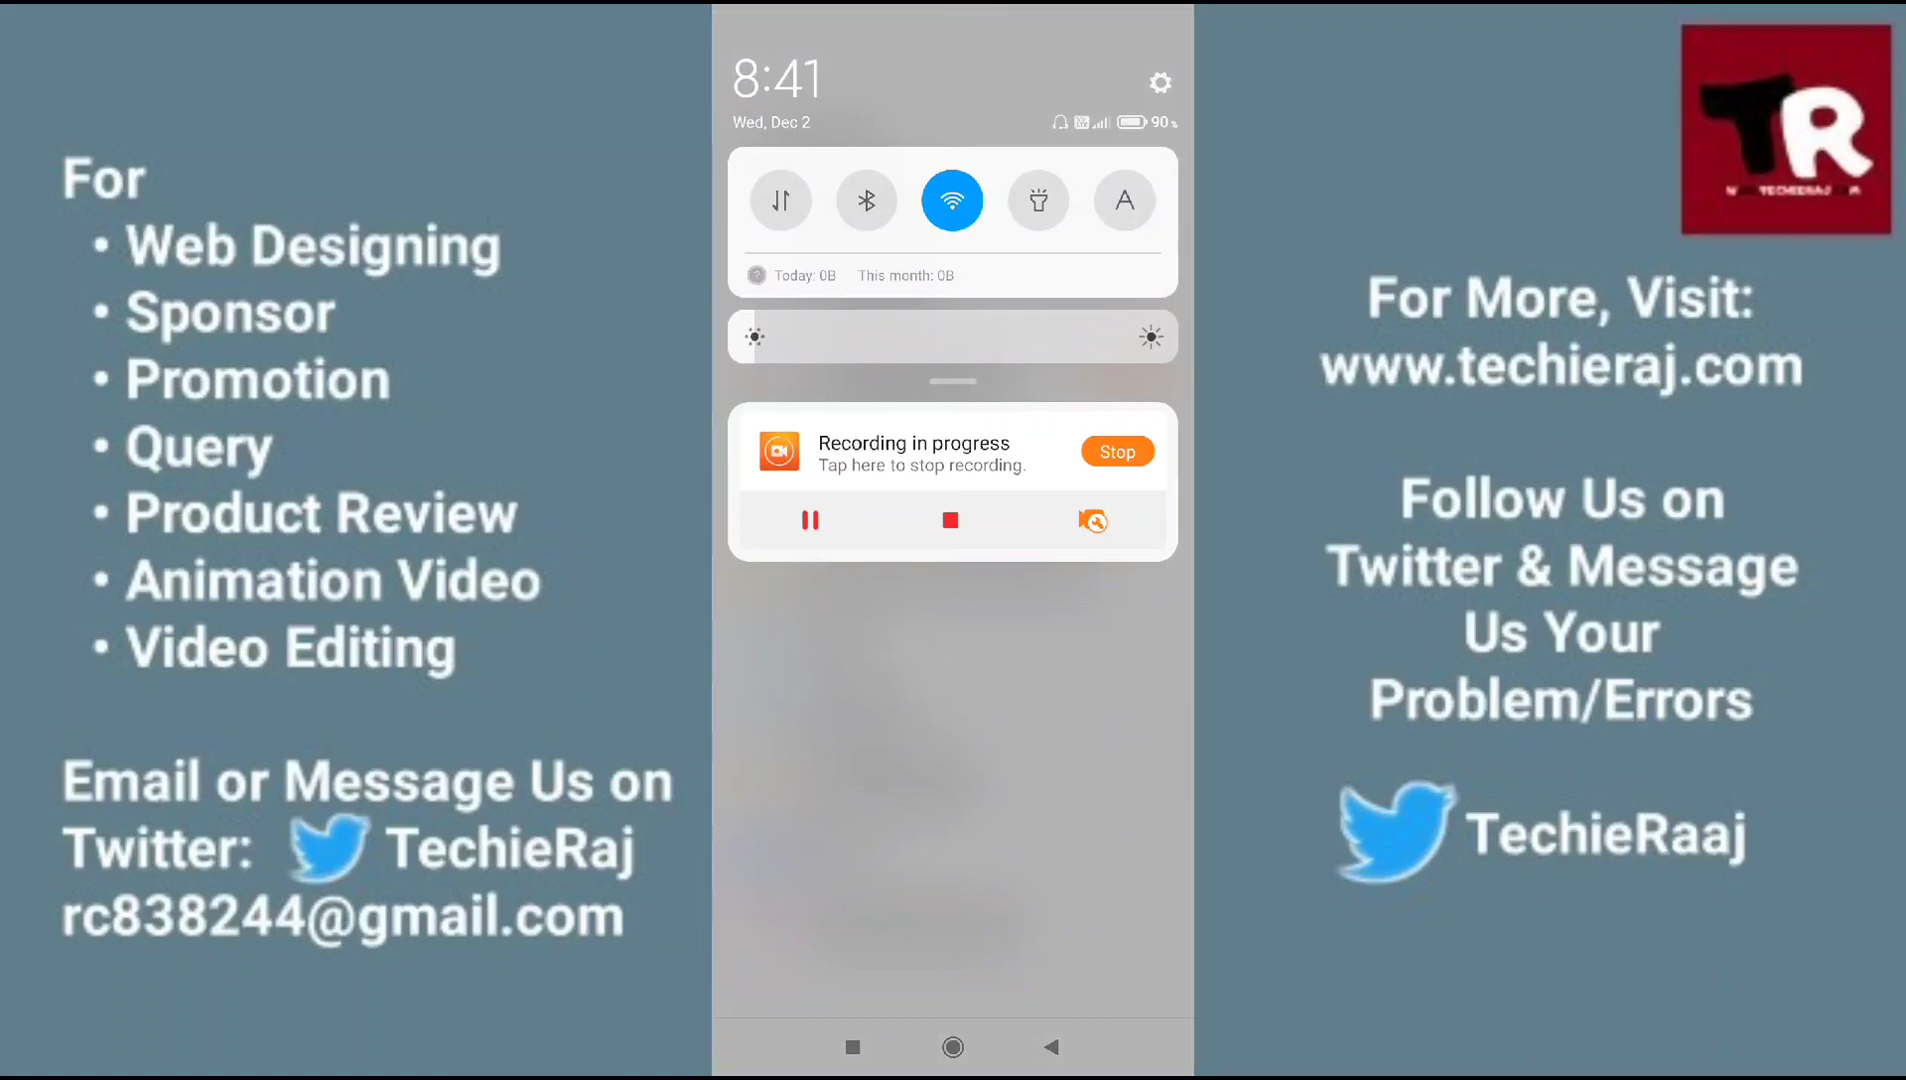 For
• Web Designing
• Sponsor
• Promotion
• Query
• Product Review
• Animation Video
• Video Editing
Email or Message Us on
Twitter: TechieRaj
rc838244@gmail.com
8:41
Wed, Dec 2
90%
A
Today: 0B This month: 0B
Recording in progress
Tap here to stop recording.
Stop
TR
For More, Visit:
www.techieraj.com
Follow Us on
Twitter & Message
Us Your
Problem/Errors
TechieRaaj